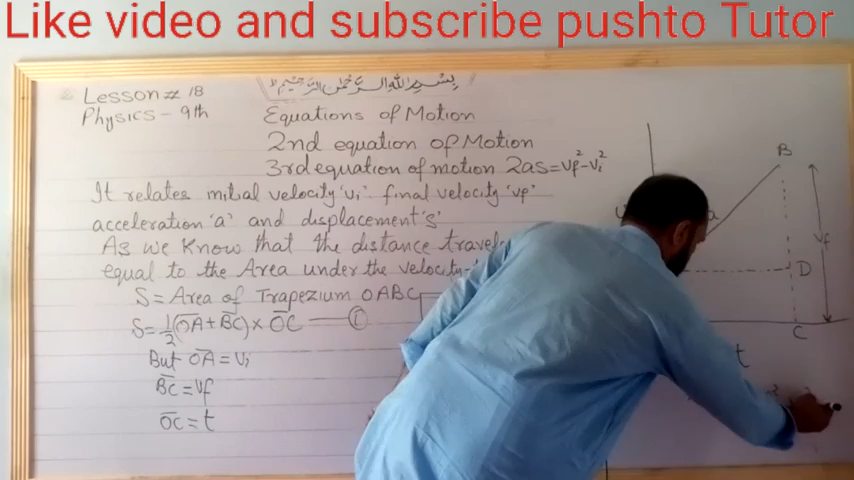 Like video and subscribe pushto Tutor
Lesson # 18
بسم الله الرحمن الرحيم
Physics - 9th
Equations of Motion
2nd equation of Motion
3rd equation of motion 2as = vf² - vi²
It relates initial velocity 'vi' final velocity 'vf'
acceleration 'a' and displacement 's'
As we know that the distance travel
equal to the Area under the velocity-
S = Area of Trapezium OABC
S = 1/2 (OA + BC) × OC — ①
But OA = vi
BC = vf
OC = t
B
a
vf
D
C
t